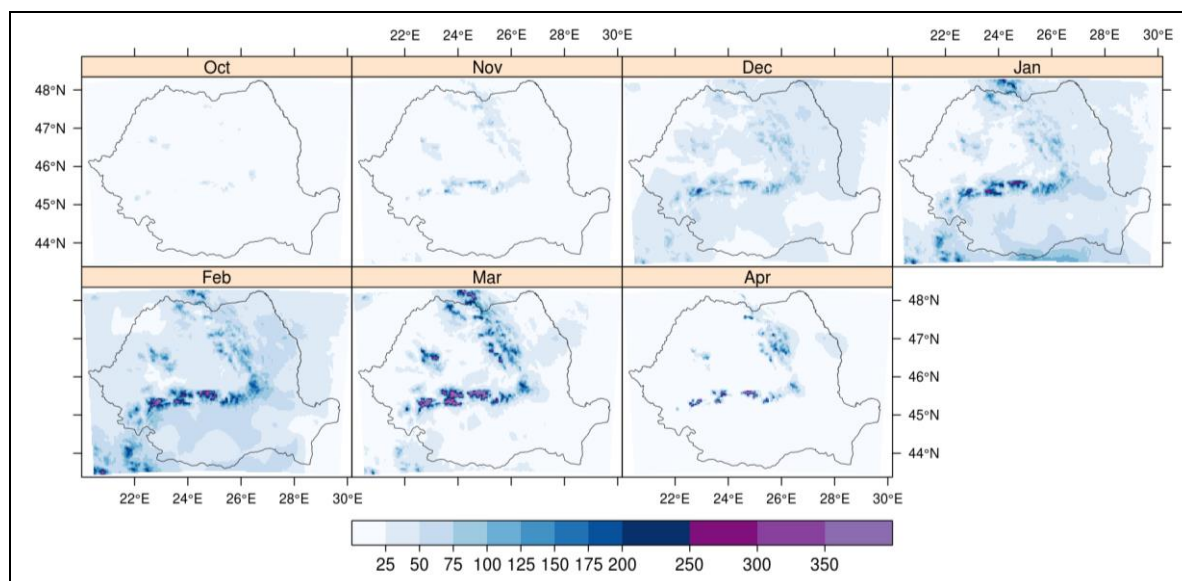 22°E 24°E 26°E 28°E 30°E 22°E 24°E 26°E 28°E 30°E
Oct Nov Dec Jan
48°N
47°N
46°N
45°N
44°N
Feb Mar Apr
48°N
47°N
46°N
45°N
44°N
22°E 24°E 26°E 28°E 30°E 22°E 24°E 26°E 28°E 30°E
25 50 75 100 125 150 175 200 250 300 350